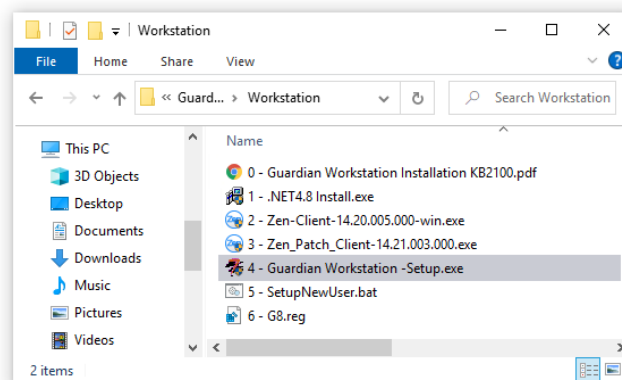 Workstation
File Home Share View
« Guard... > Workstation Search Workstation
This PC
3D Objects
Desktop
Documents
Downloads
Music
Pictures
Videos
Name
0 - Guardian Workstation Installation KB2100.pdf
1 - .NET4.8 Install.exe
2 - Zen-Client-14.20.005.000-win.exe
3 - Zen_Patch_Client-14.21.003.000.exe
4 - Guardian Workstation -Setup.exe
5 - SetupNewUser.bat
6 - G8.reg
2 items